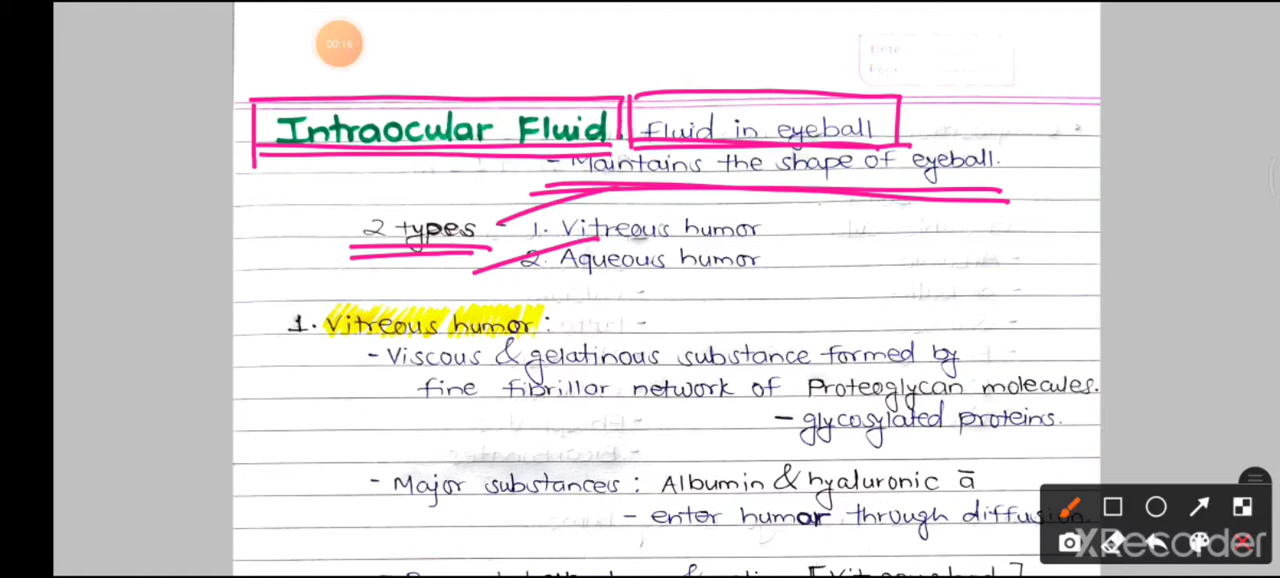 00:16
Date
Intraocular Fluid. Fluid in eyeball
- Maintains the shape of eyeball.
2 types - 1. Vitreous humor
2. Aqueous humor
1. Vitreous humor:
- Viscous & gelatinous substance formed by
fine fibrillor network of Proteoglycan molecules.
- glycosylated proteins.
- Major substances: Albumin & hyaluronic ā
- enter humor through diffusion.
XRecorder